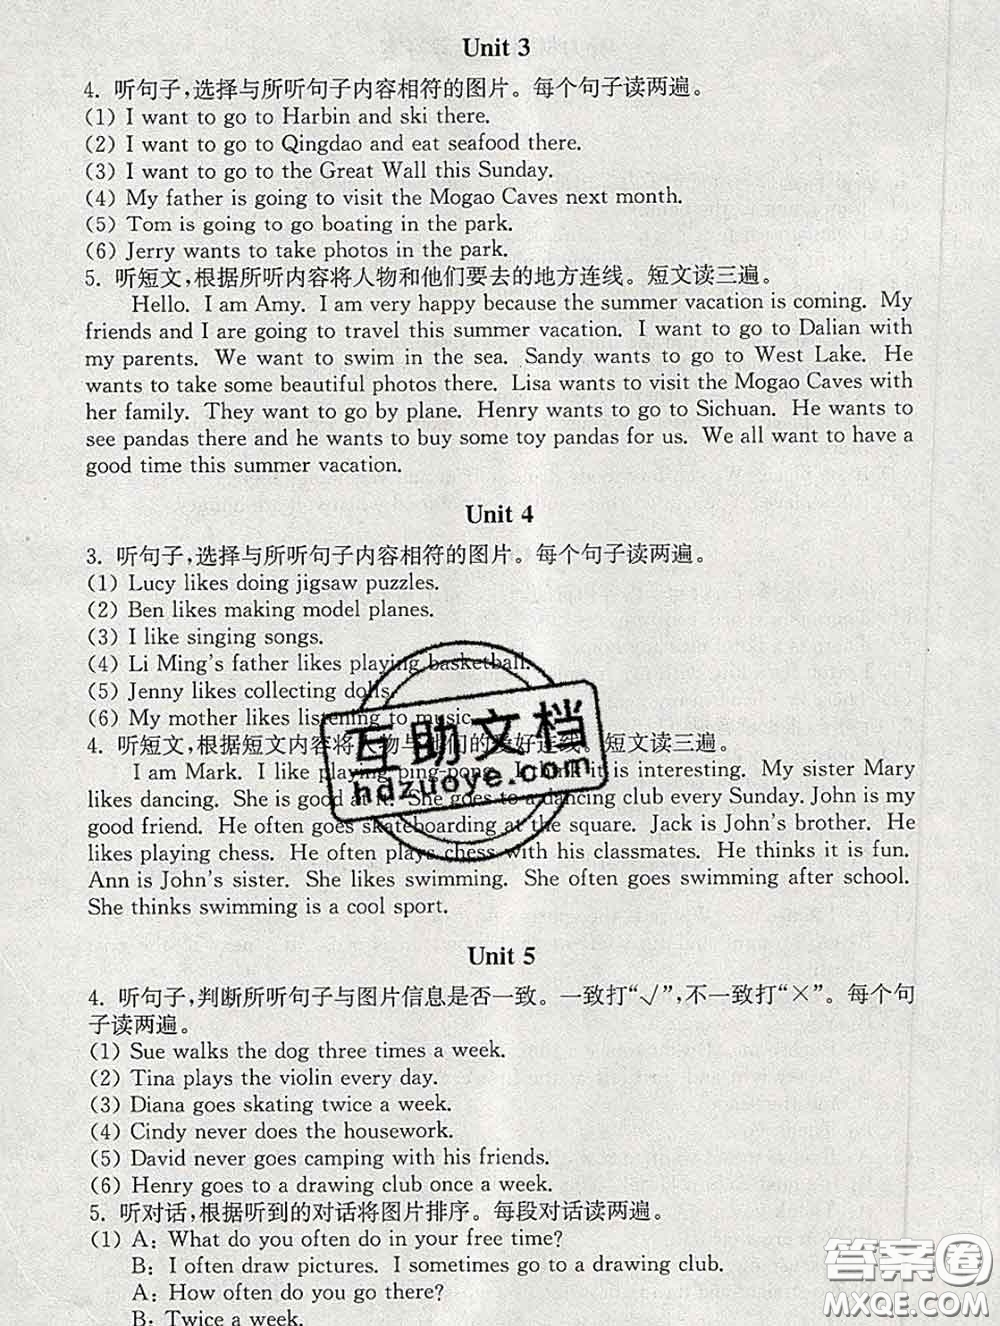 Unit 3
4. 听句子,选择与所听句子内容相符的图片。每个句子读两遍。
(1) I want to go to Harbin and ski there.
(2) I want to go to Qingdao and eat seafood there.
(3) I want to go to the Great Wall this Sunday.
(4) My father is going to visit the Mogao Caves next month.
(5) Tom is going to go boating in the park.
(6) Jerry wants to take photos in the park.
5. 听短文,根据所听内容将人物和他们要去的地方连线。短文读三遍。
Hello. I am Amy. I am very happy because the summer vacation is coming. My
friends and I are going to travel this summer vacation. I want to go to Dalian with
my parents. We want to swim in the sea. Sandy wants to go to West Lake. He
wants to take some beautiful photos there. Lisa wants to visit the Mogao Caves with
her family. They want to go by plane. Henry wants to go to Sichuan. He wants to
see pandas there and he wants to buy some toy pandas for us. We all want to have a
good time this summer vacation.
Unit 4
3. 听句子,选择与所听句子内容相符的图片。每个句子读两遍。
(1) Lucy likes doing jigsaw puzzles.
(2) Ben likes making model planes.
(3) I like singing songs.
(4) Li Ming's father likes playing basketball.
(5) Jenny likes collecting dolls.
(6) My mother likes listening to music.
4. 听短文,根据短文内容将人物与他们的爱好连线。短文读三遍。
I am Mark. I like playing ping-pong. I think it is interesting. My sister Mary
likes dancing. She is good at it. She goes to a dancing club every Sunday. John is my
good friend. He often goes skateboarding at the square. Jack is John's brother. He
likes playing chess. He often plays chess with his classmates. He thinks it is fun.
Ann is John's sister. She likes swimming. She often goes swimming after school.
She thinks swimming is a cool sport.
互助文档
hdzuoye.com
Unit 5
4. 听句子,判断所听句子与图片信息是否一致。一致打“√”,不一致打“×”。每个句
子读两遍。
(1) Sue walks the dog three times a week.
(2) Tina plays the violin every day.
(3) Diana goes skating twice a week.
(4) Cindy never does the housework.
(5) David never goes camping with his friends.
(6) Henry goes to a drawing club once a week.
5. 听对话,根据听到的对话将图片排序。每段对话读两遍。
(1) A: What do you often do in your free time?
B: I often draw pictures. I sometimes go to a drawing club.
A: How often do you go there?
B: Twice a week.
答案圈
MXQE.COM